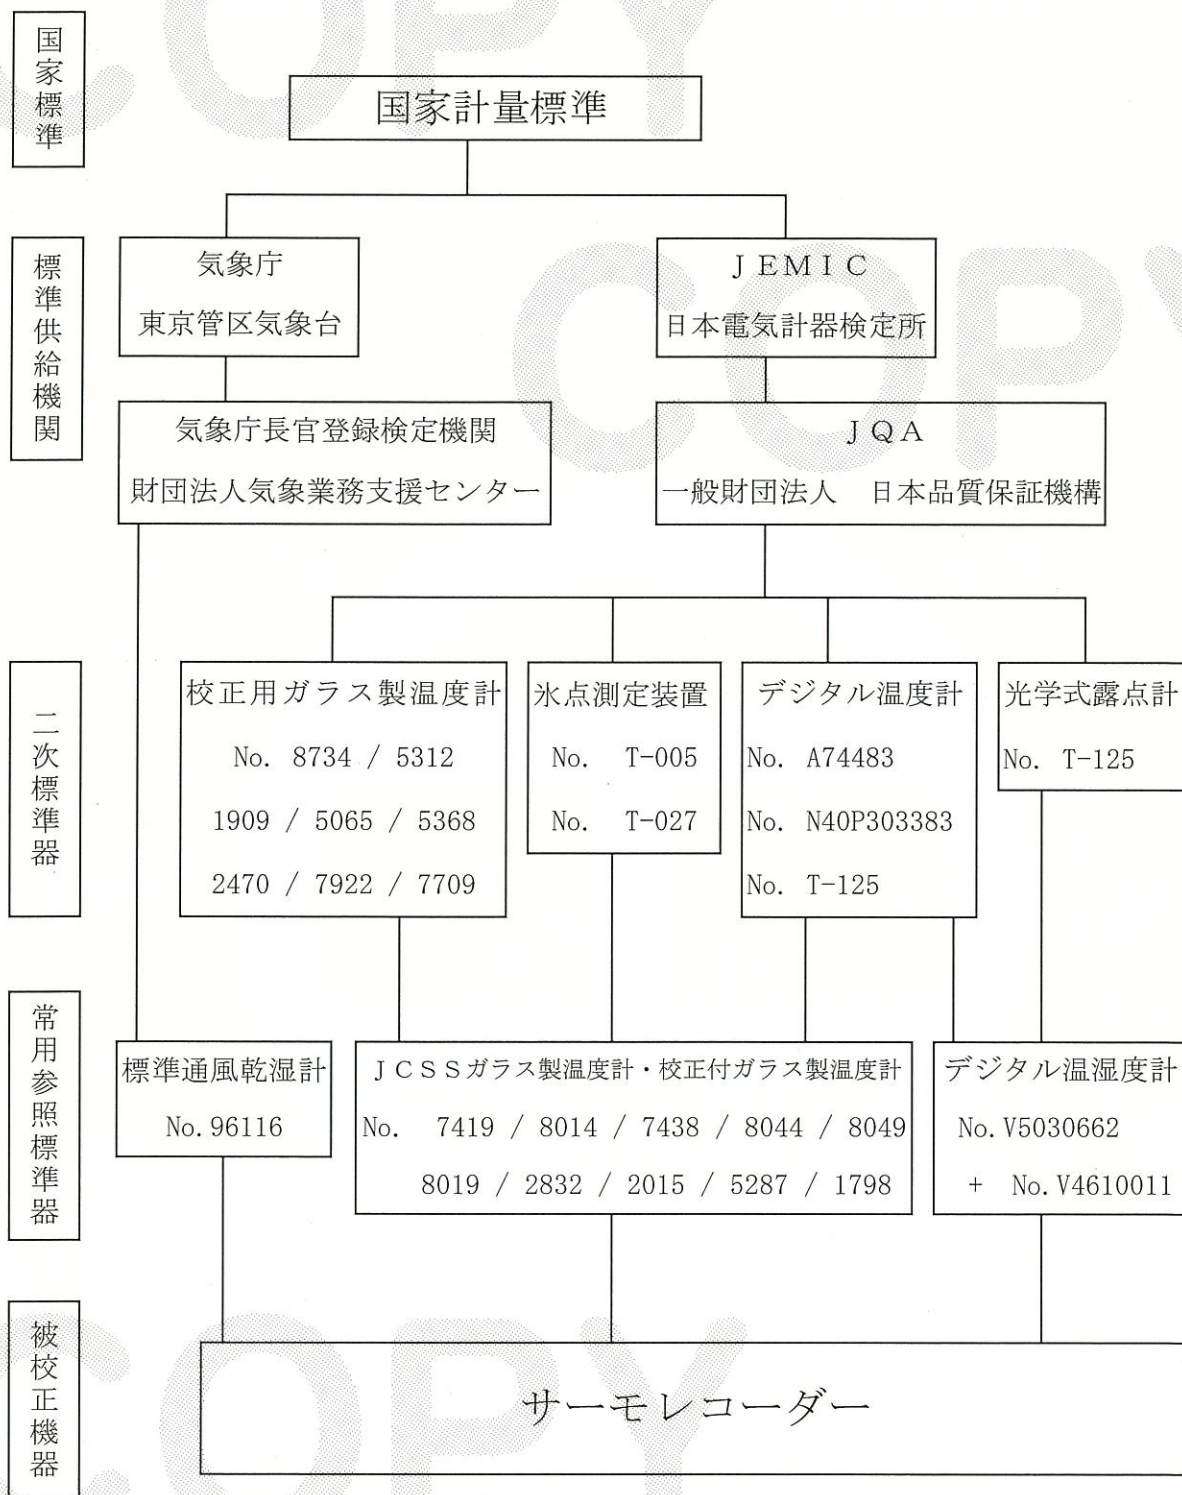 COPY
国家標準
国家計量標準
標準供給機関
気象庁
東京管区気象台
JEMIC
日本電気計器検定所
COPY
気象庁長官登録検定機関
財団法人気象業務支援センター
JQA
一般財団法人　日本品質保証機構
二次標準器
校正用ガラス製温度計
No. 8734 / 5312
1909 / 5065 / 5368
2470 / 7922 / 7709
氷点測定装置
No. T-005
No. T-027
デジタル温度計
No. A74483
No. N40P303383
No. T-125
光学式露点計
No. T-125
常用参照標準器
標準通風乾湿計
No.96116
JCSSガラス製温度計・校正付ガラス製温度計
No. 7419 / 8014 / 7438 / 8044 / 8049
8019 / 2832 / 2015 / 5287 / 1798
デジタル温湿度計
No.V5030662
+ No.V4610011
被校正機器
COPY
サーモレコーダー